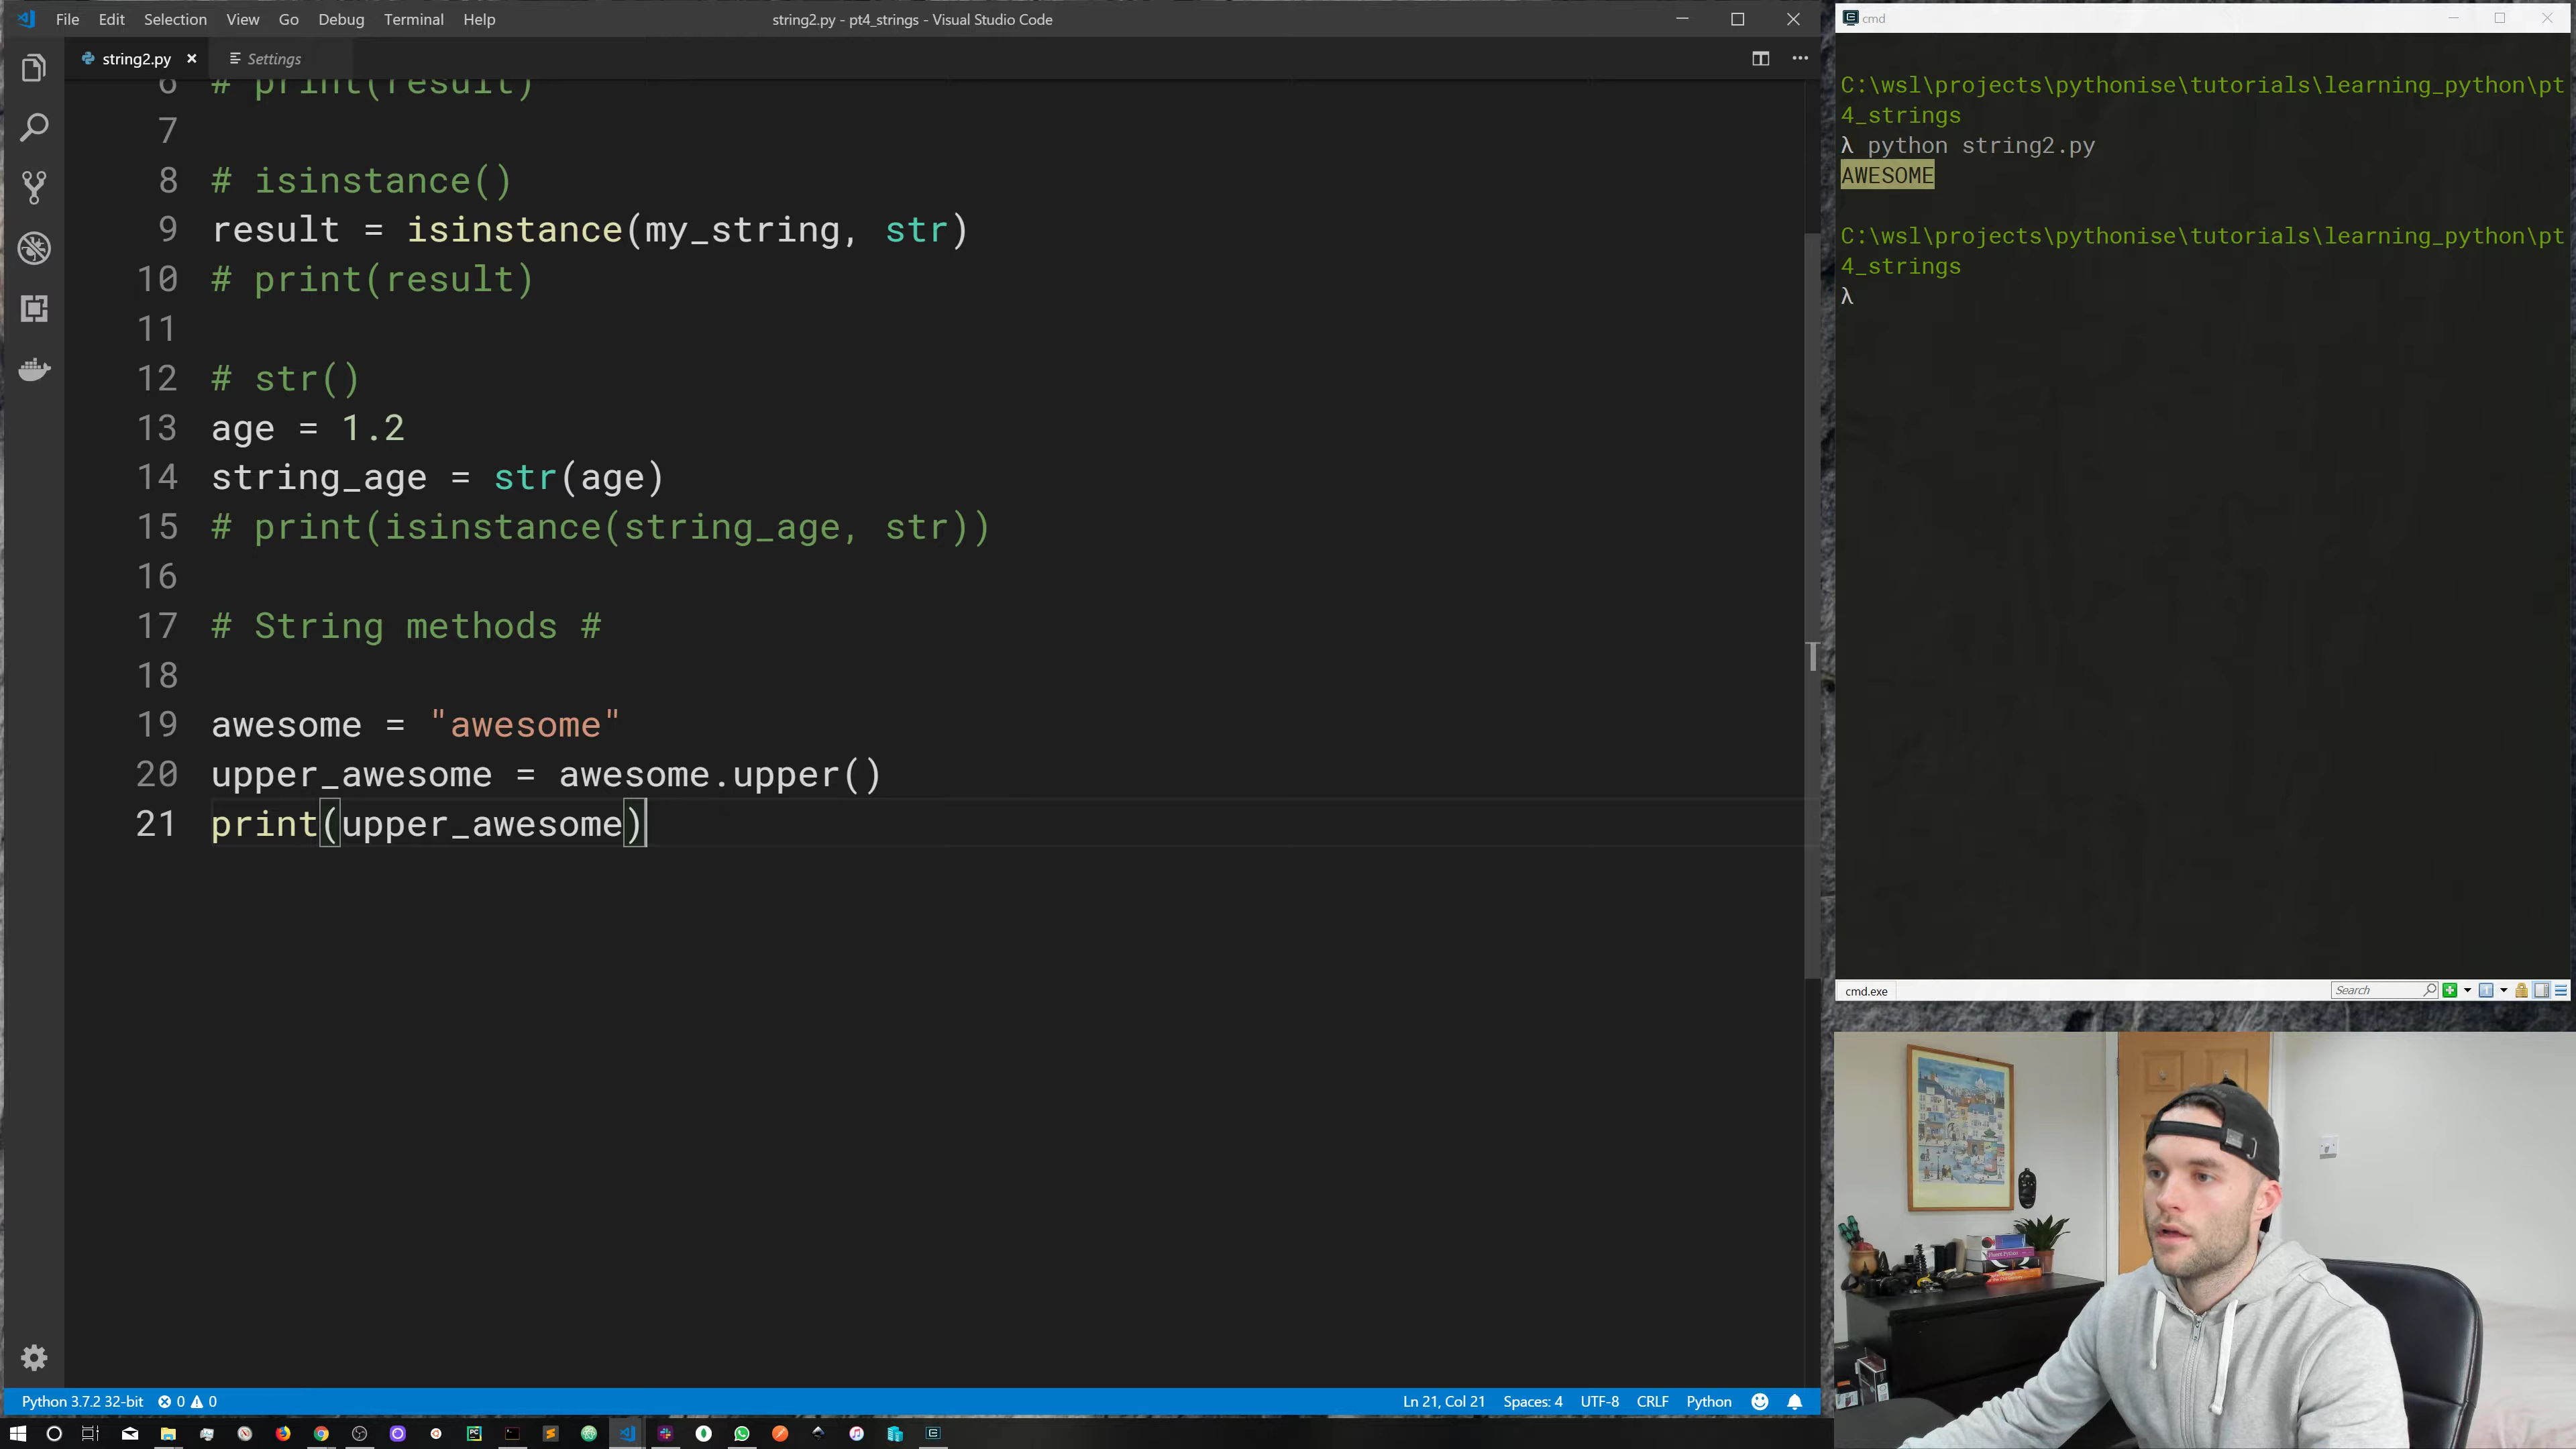 File Edit Selection View Go Debug Terminal Help
string2.py - pt4_strings - Visual Studio Code
string2.py
Settings
6 # print(result)
7
8 # isinstance()
9 result = isinstance(my_string, str)
10 # print(result)
11
12 # str()
13 age = 1.2
14 string_age = str(age)
15 # print(isinstance(string_age, str))
16
17 # String methods #
18
19 awesome = "awesome"
20 upper_awesome = awesome.upper()
21 print(upper_awesome)
Python 3.7.2 32-bit 0 0
Ln 21, Col 21 Spaces: 4 UTF-8 CRLF Python
cmd
C:\wsl\projects\pythonise\tutorials\learning_python\pt
4_strings
λ python string2.py
AWESOME
C:\wsl\projects\pythonise\tutorials\learning_python\pt
4_strings
λ
cmd.exe
Search
Fluent Python